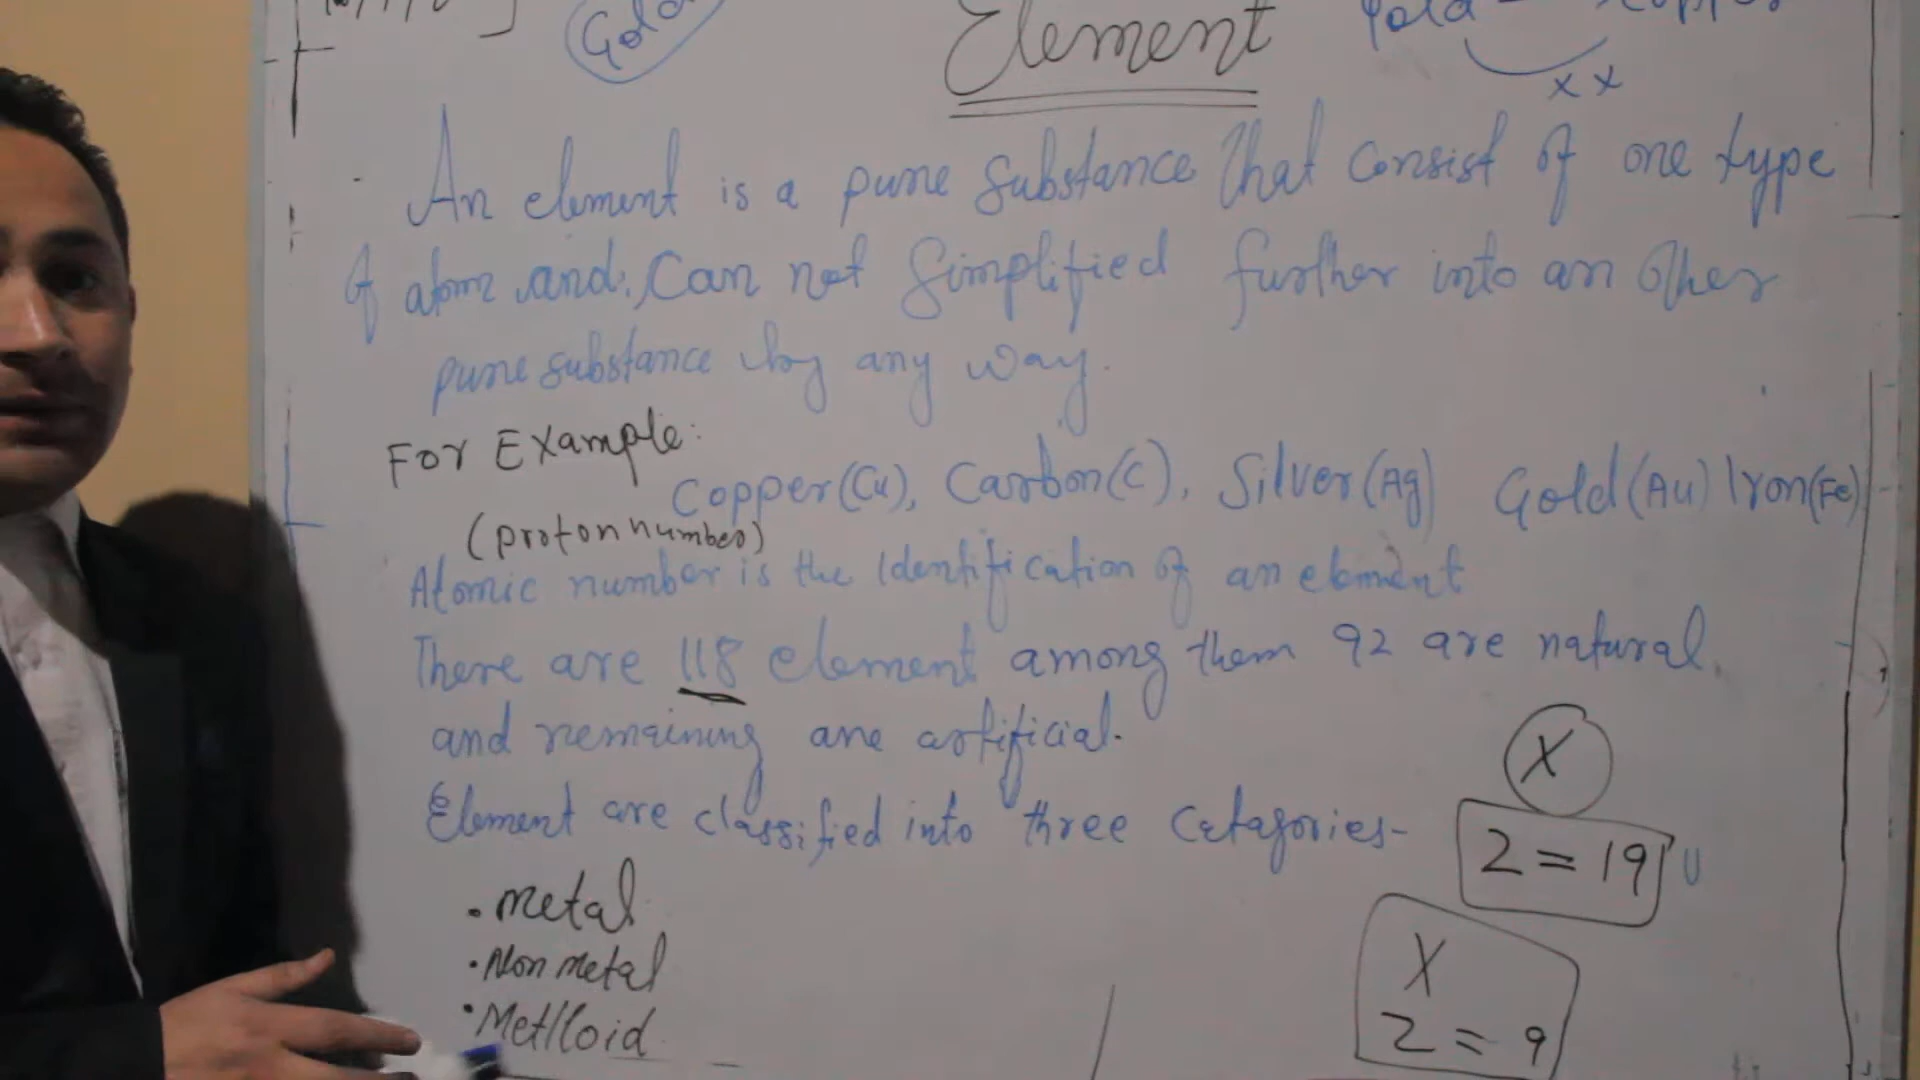 Gold
Element
Gold
x x
An element is a pure substance that consist of one type
of atom and can not simplified further into an other
pure substance by any way.
For Example:
Copper(Cu), Carbon(C), Silver(Ag) Gold(Au) Iron(Fe)
(proton number)
Atomic number is the Identification of an element
There are 118 element among them 92 are natural
and remaining are artificial.
Element are classified into three Catagories-
X
Z = 19
• Metal
• Non Metal
X
• Metlloid
Z = 9